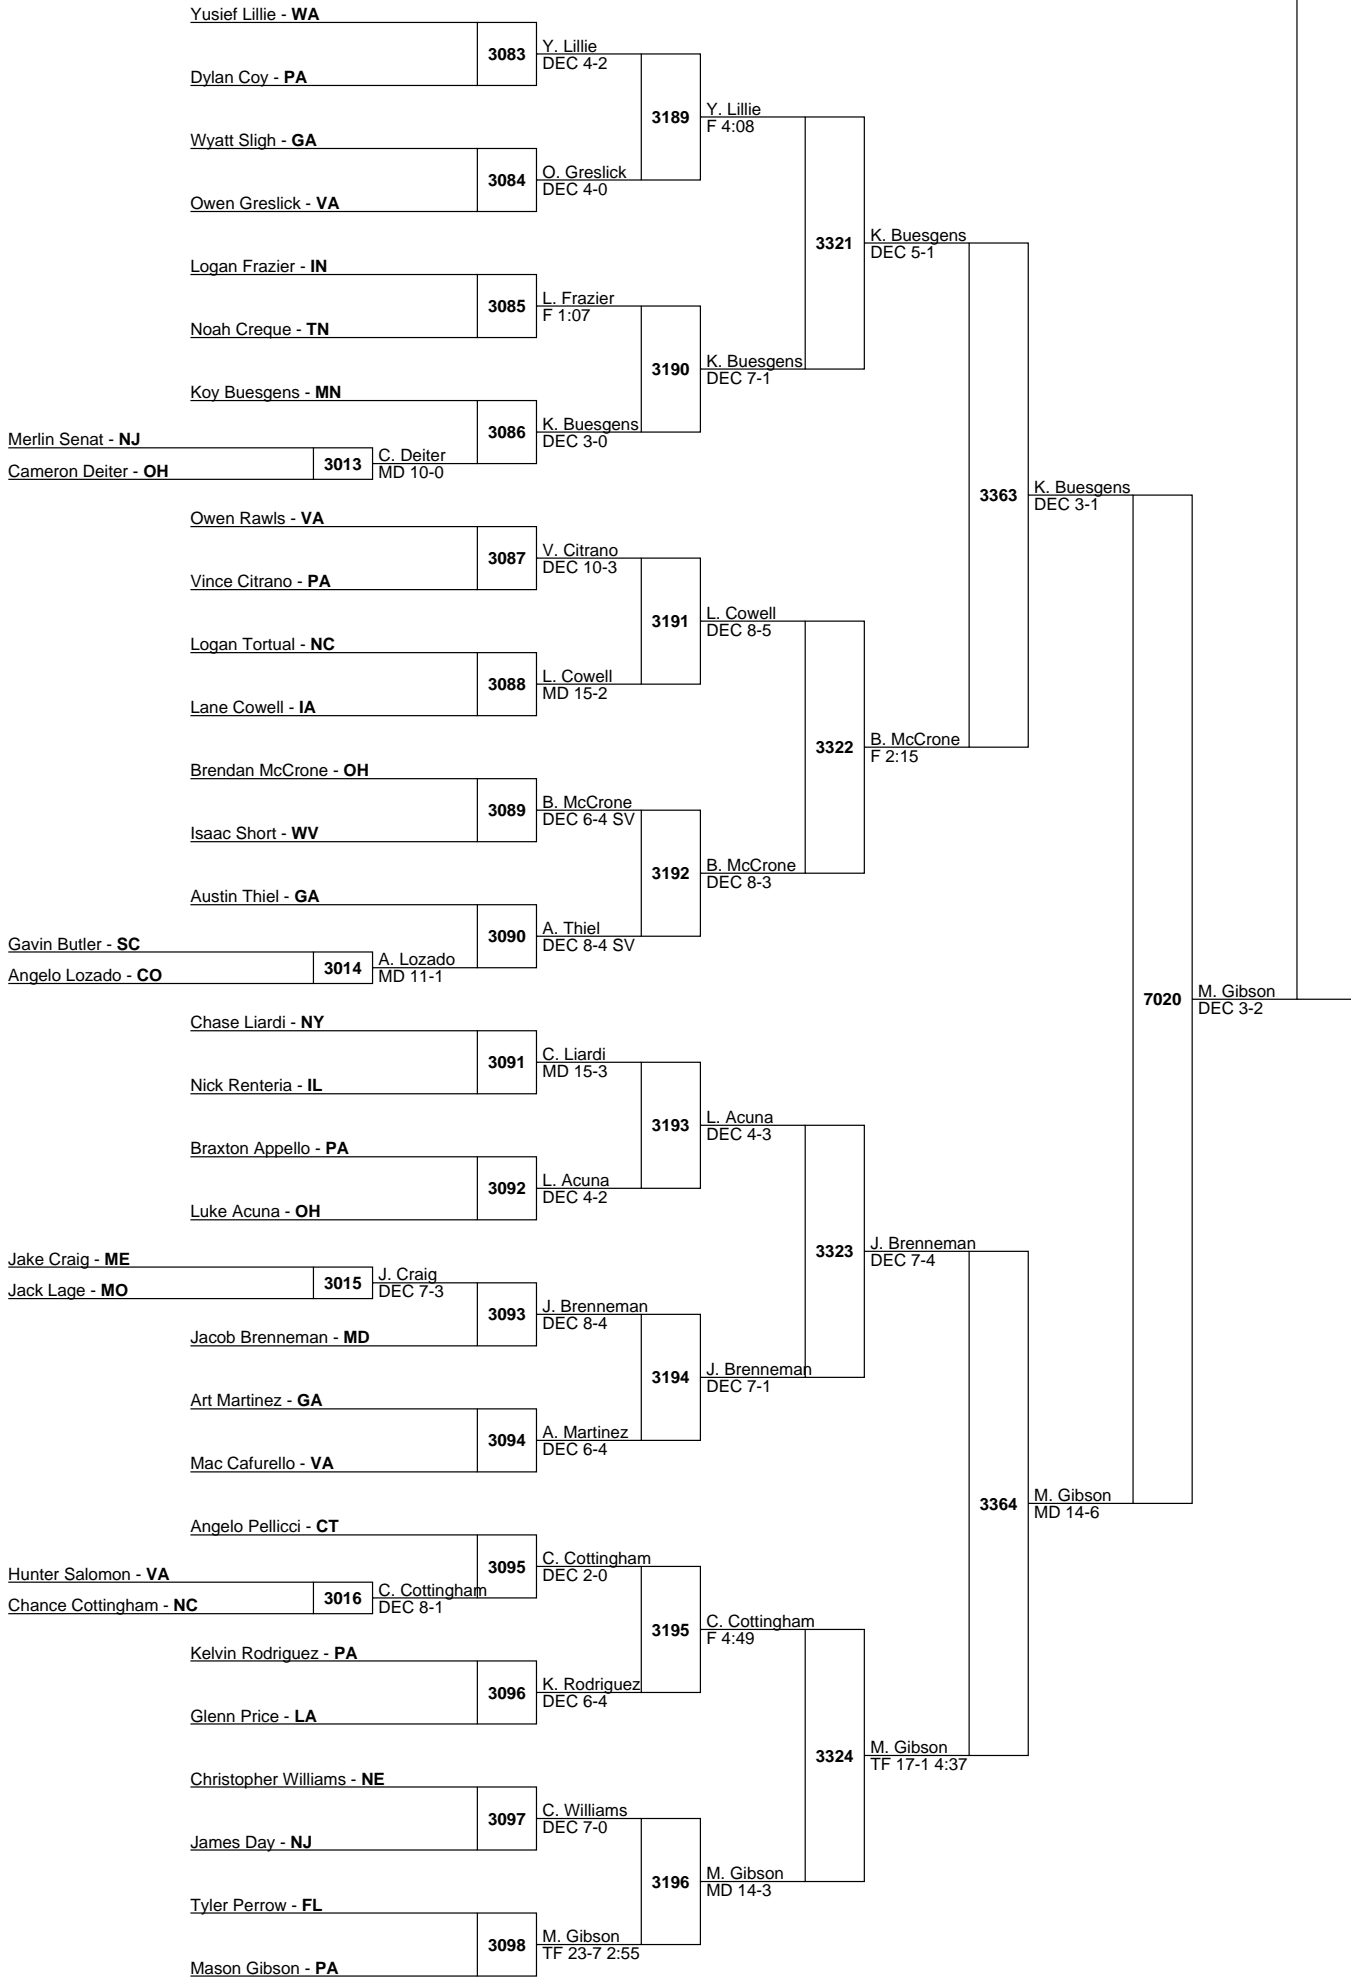 Yusief Lillie - WA
3083
Y. Lillie
DEC 4-2
Dylan Coy - PA
3189
Y. Lillie
F 4:08
Wyatt Sligh - GA
3084
O. Greslick
DEC 4-0
Owen Greslick - VA
3321
K. Buesgens
DEC 5-1
Logan Frazier - IN
3085
L. Frazier
F 1:07
Noah Creque - TN
3190
K. Buesgens
DEC 7-1
Koy Buesgens - MN
3086
K. Buesgens
DEC 3-0
Merlin Senat - NJ
3013
C. Deiter
MD 10-0
Cameron Deiter - OH
3363
K. Buesgens
DEC 3-1
Owen Rawls - VA
3087
V. Citrano
DEC 10-3
Vince Citrano - PA
3191
L. Cowell
DEC 8-5
Logan Tortual - NC
3088
L. Cowell
MD 15-2
Lane Cowell - IA
3322
B. McCrone
F 2:15
Brendan McCrone - OH
3089
B. McCrone
DEC 6-4 SV
Isaac Short - WV
3192
B. McCrone
DEC 8-3
Austin Thiel - GA
3090
A. Thiel
DEC 8-4 SV
Gavin Butler - SC
3014
A. Lozado
MD 11-1
Angelo Lozado - CO
7020
M. Gibson
DEC 3-2
Chase Liardi - NY
3091
C. Liardi
MD 15-3
Nick Renteria - IL
3193
L. Acuna
DEC 4-3
Braxton Appello - PA
3092
L. Acuna
DEC 4-2
Luke Acuna - OH
3323
J. Brenneman
DEC 7-4
Jake Craig - ME
3015
J. Craig
DEC 7-3
Jack Lage - MO
3093
J. Brenneman
DEC 8-4
Jacob Brenneman - MD
3194
J. Brenneman
DEC 7-1
Art Martinez - GA
3094
A. Martinez
DEC 6-4
Mac Cafurello - VA
3364
M. Gibson
MD 14-6
Angelo Pellicci - CT
3095
C. Cottingham
DEC 2-0
Hunter Salomon - VA
3016
C. Cottingham
DEC 8-1
Chance Cottingham - NC
3195
C. Cottingham
F 4:49
Kelvin Rodriguez - PA
3096
K. Rodriguez
DEC 6-4
Glenn Price - LA
3324
M. Gibson
TF 17-1 4:37
Christopher Williams - NE
3097
C. Williams
DEC 7-0
James Day - NJ
3196
M. Gibson
MD 14-3
Tyler Perrow - FL
3098
M. Gibson
TF 23-7 2:55
Mason Gibson - PA